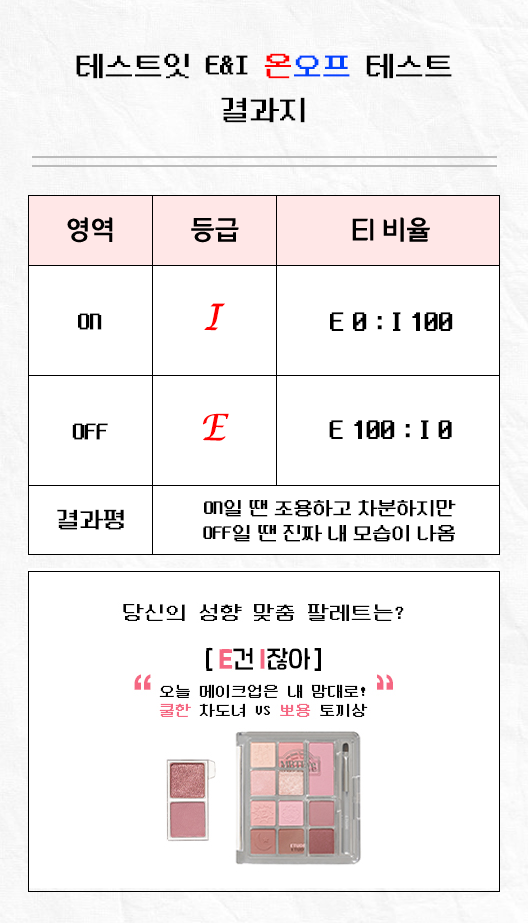 테스트잇 E&I 온오프 테스트
결과지
영역 등급 EI 비율
ON I E 0 : I 100
OFF E E 100 : I 0
결과평 ON일 땐 조용하고 차분하지만
OFF일 땐 진짜 내 모습이 나옴
당신의 성향 맞춤 팔레트는?
[ E건 I잖아 ]
“ 오늘 메이크업은 내 맘대로! ”
쿨한 차도녀 VS 뽀용 토끼상
ETUDE